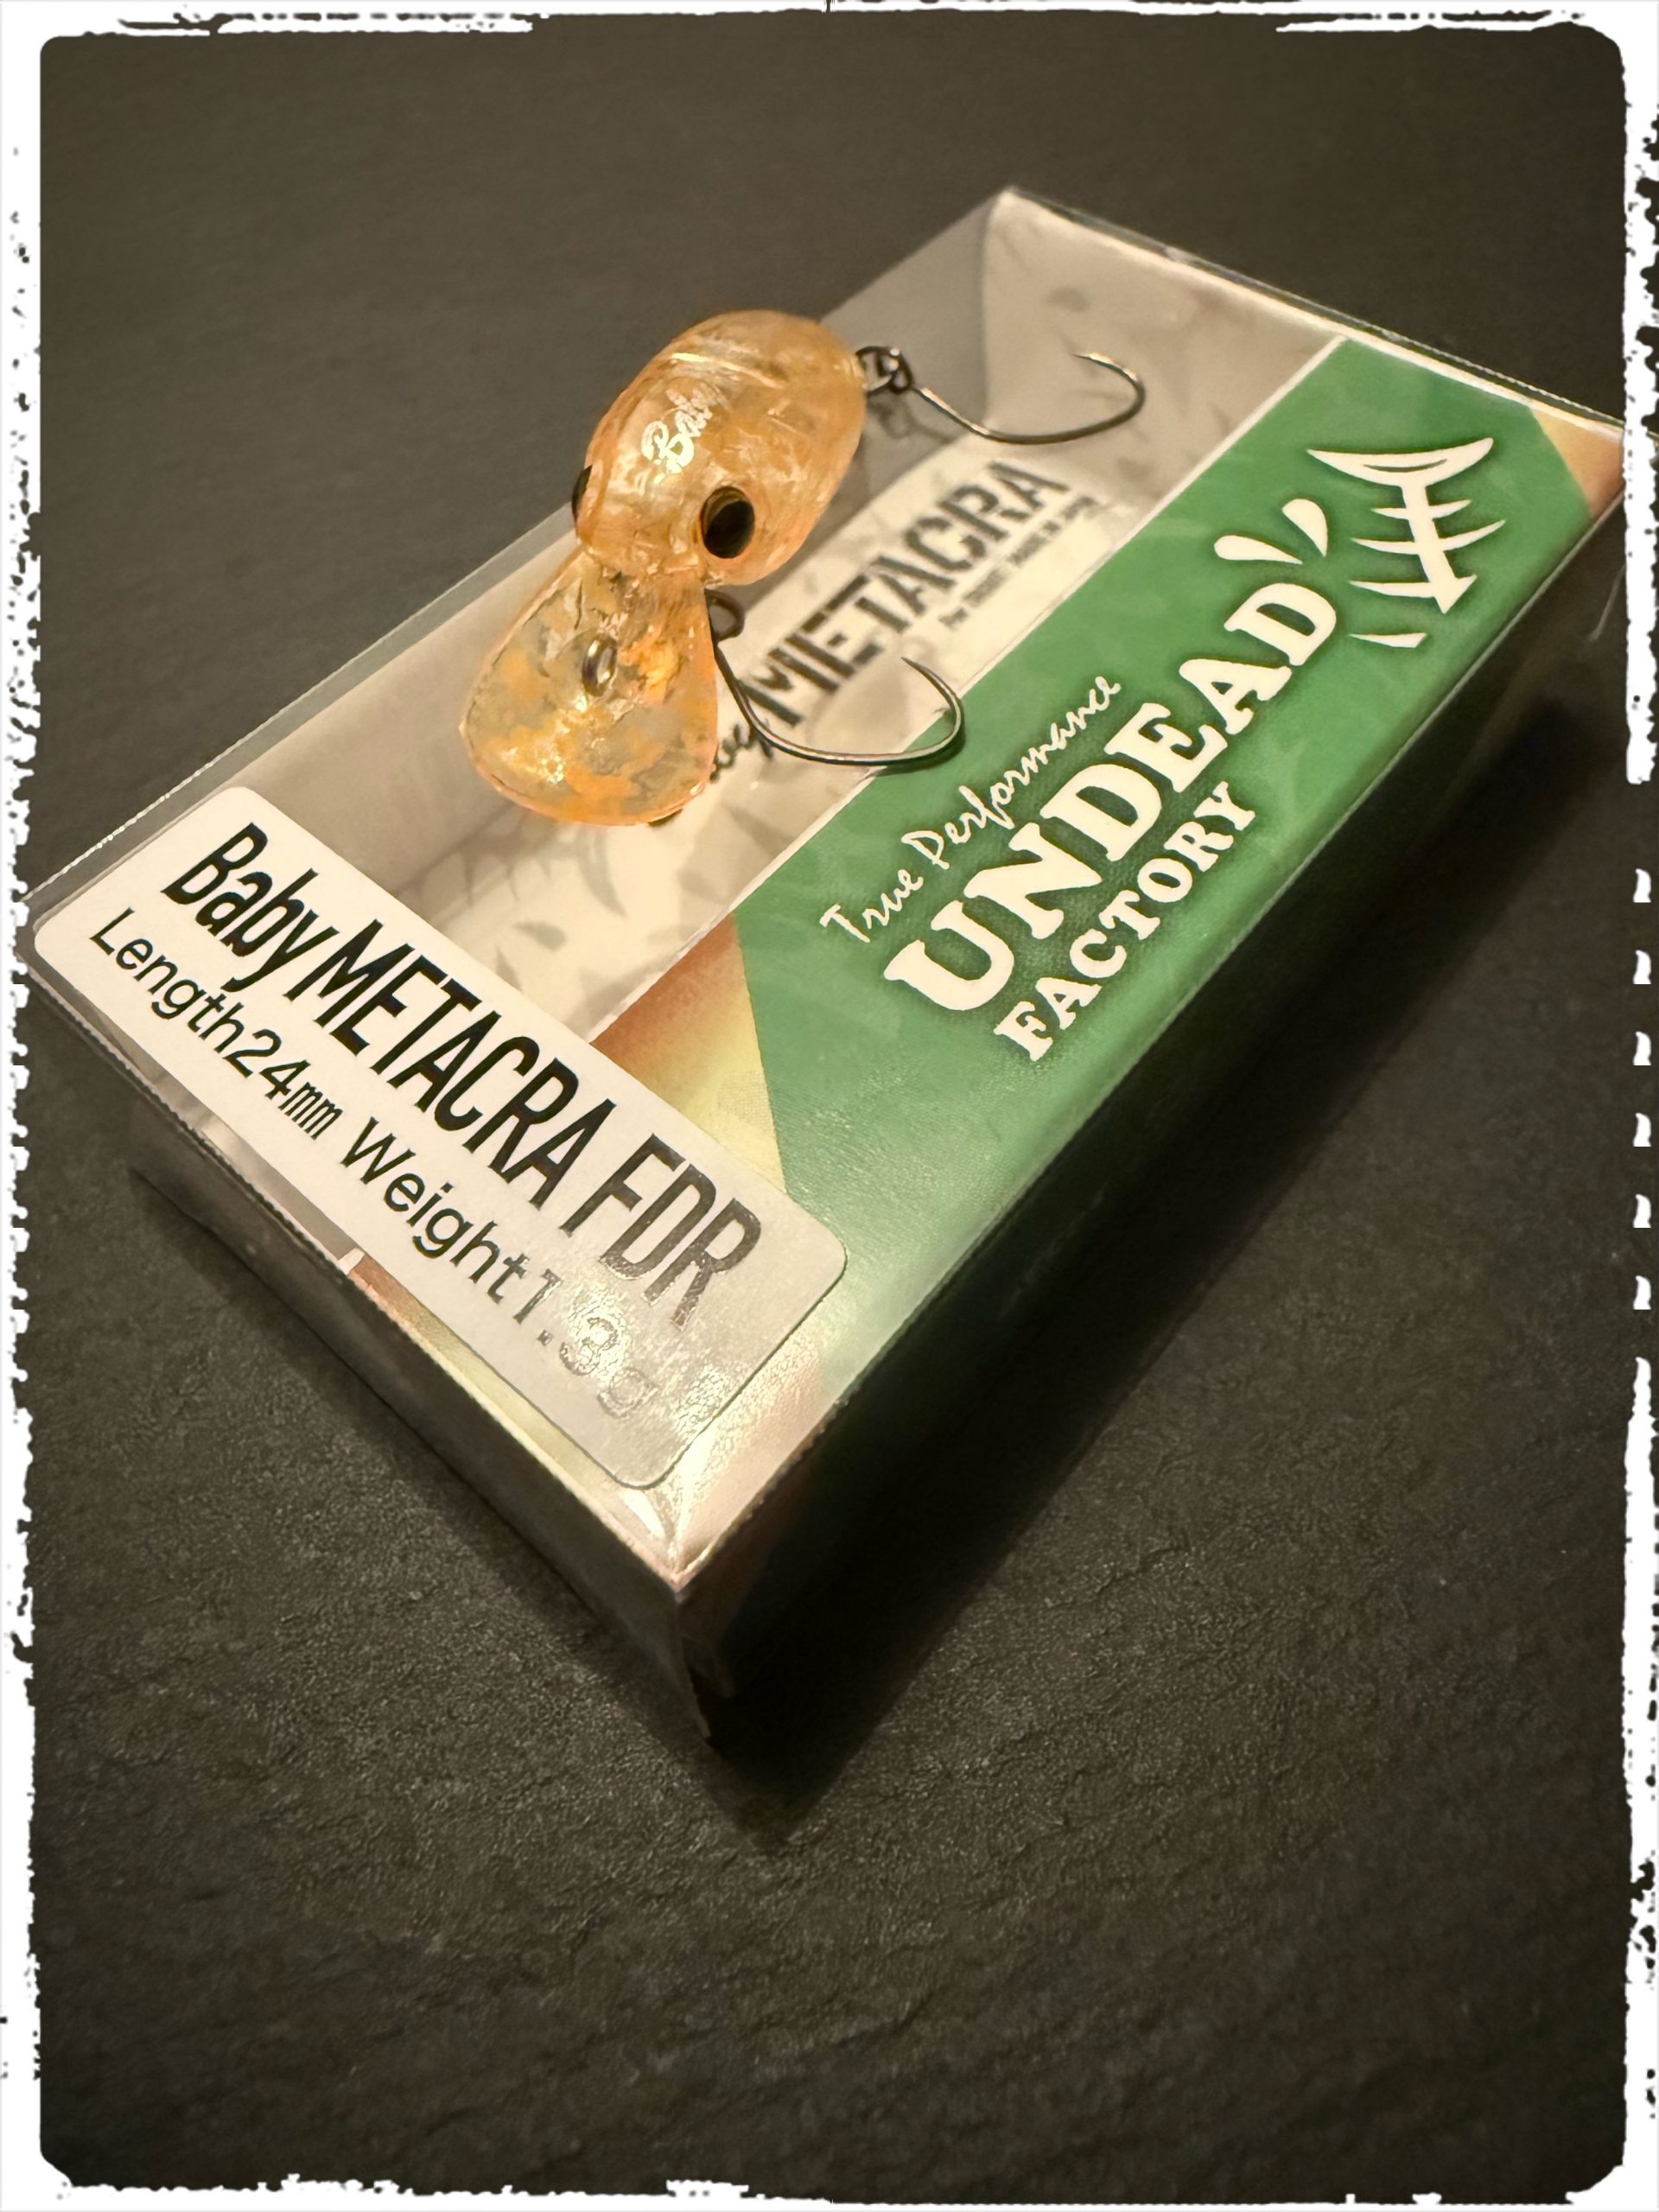 Baby
METACRA
True Performance
UNDEAD
FACTORY
Baby METACRA FDR
Length24mm Weight1.3g